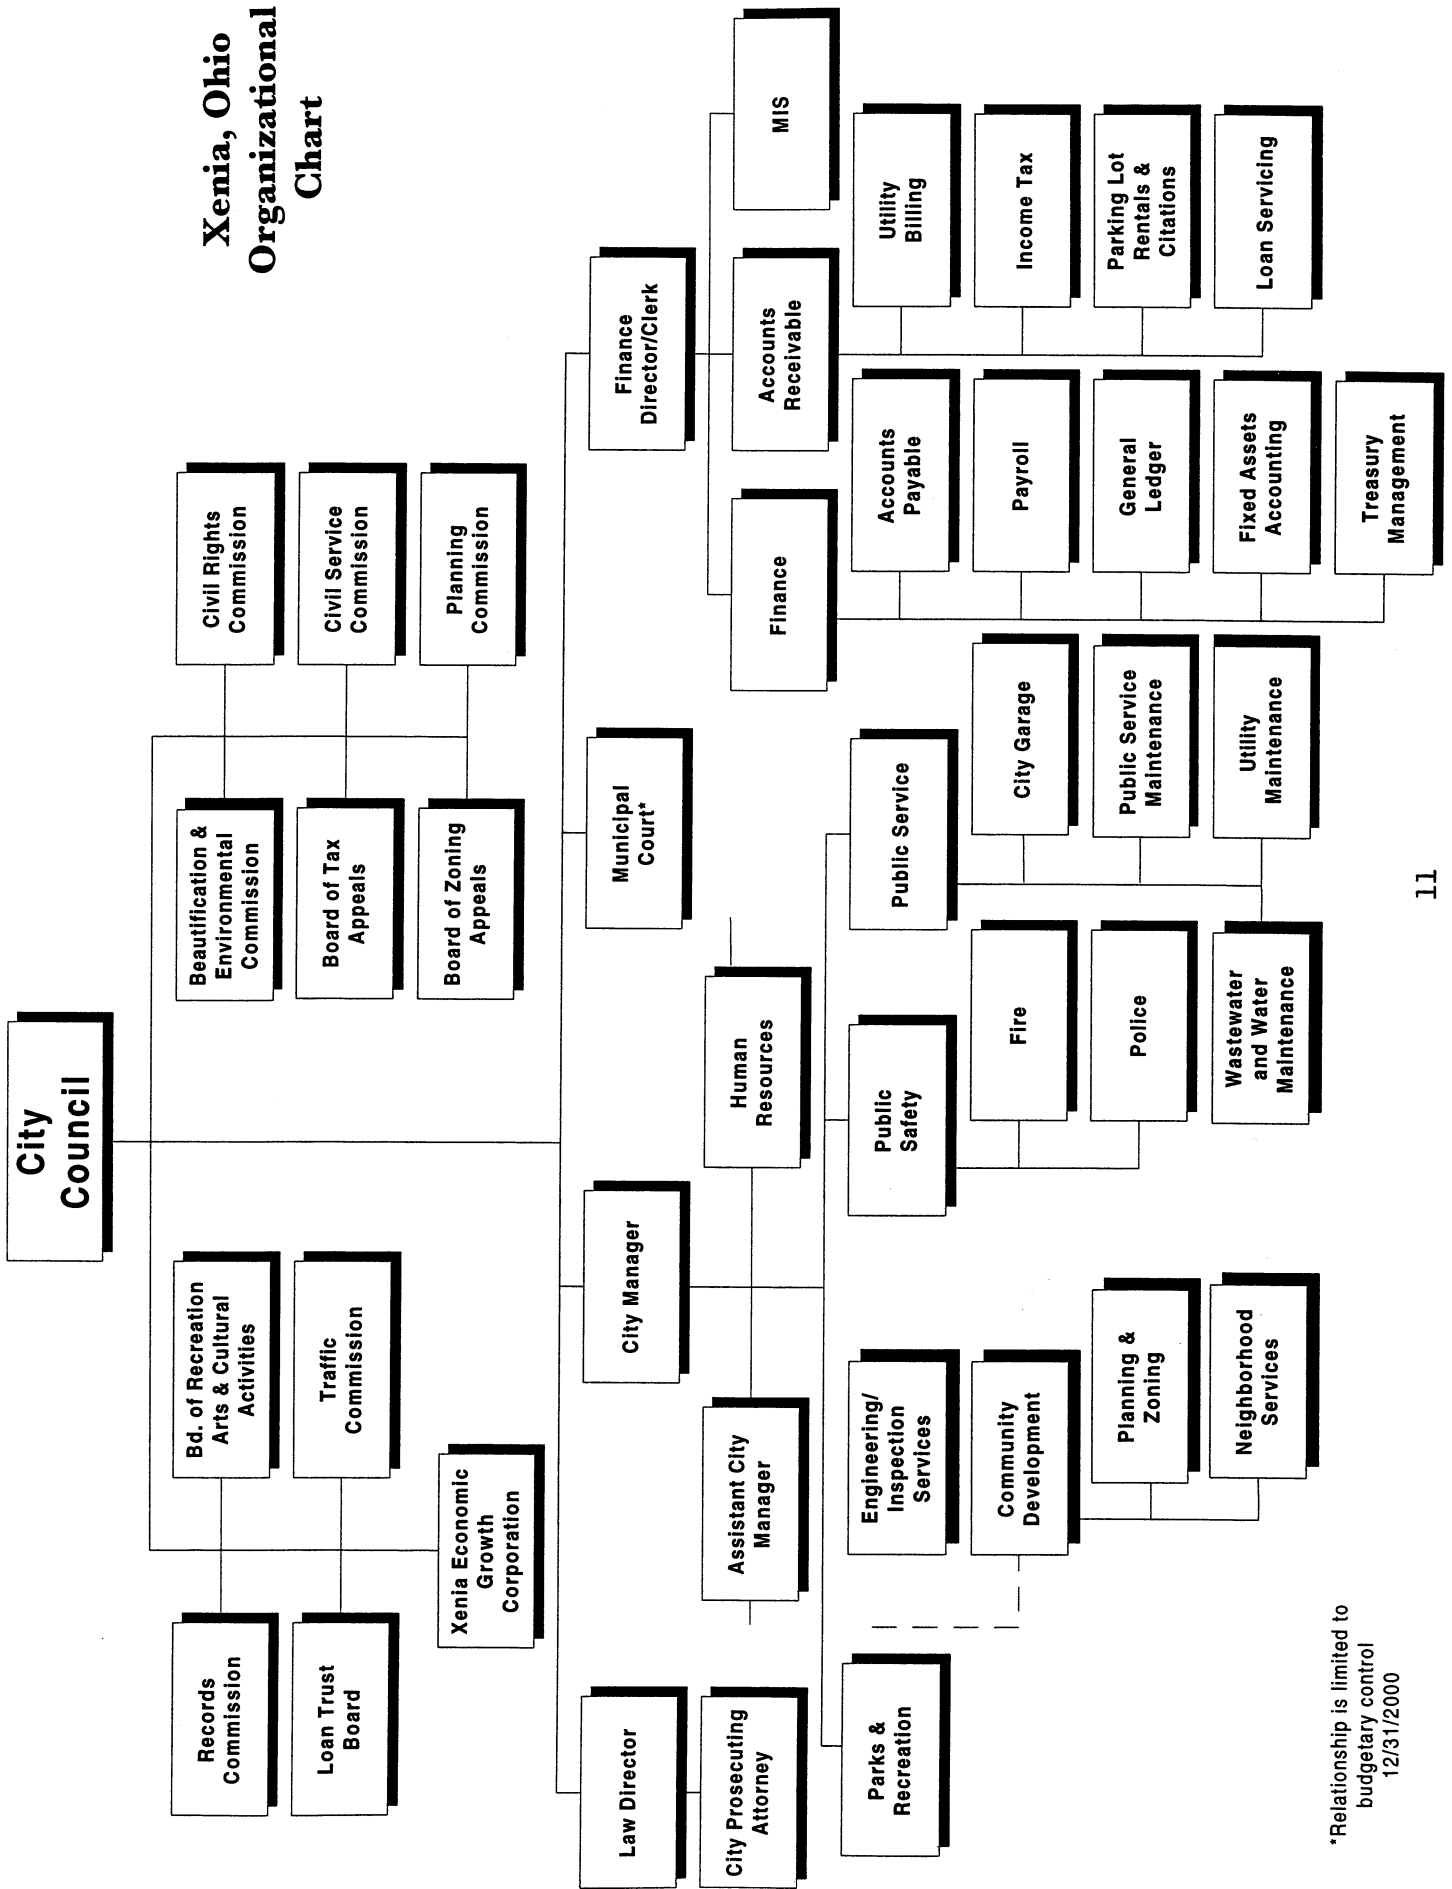 Xenia, Ohio
Organizational
Chart
City
Council
Bd. of Recreation
Arts & Cultural
Activities
Records
Commission
Traffic
Commission
Loan Trust
Board
Xenia Economic
Growth
Corporation
Beautification &
Environmental
Commission
Civil Rights
Commission
Board of Tax
Appeals
Civil Service
Commission
Board of Zoning
Appeals
Planning
Commission
Law Director
City Prosecuting
Attorney
City Manager
Assistant City
Manager
Human
Resources
Municipal
Court*
Finance
Director/Clerk
Parks &
Recreation
Engineering/
Inspection
Services
Community
Development
Planning &
Zoning
Neighborhood
Services
Public
Safety
Fire
Police
Public Service
City Garage
Public Service
Maintenance
Utility
Maintenance
Wastewater
and Water
Maintenance
Finance
Accounts
Payable
Payroll
General
Ledger
Fixed Assets
Accounting
Treasury
Management
Accounts
Receivable
Utility
Billing
Income Tax
Parking Lot
Rentals &
Citations
Loan Servicing
MIS
*Relationship is limited to
budgetary control
12/31/2000
11